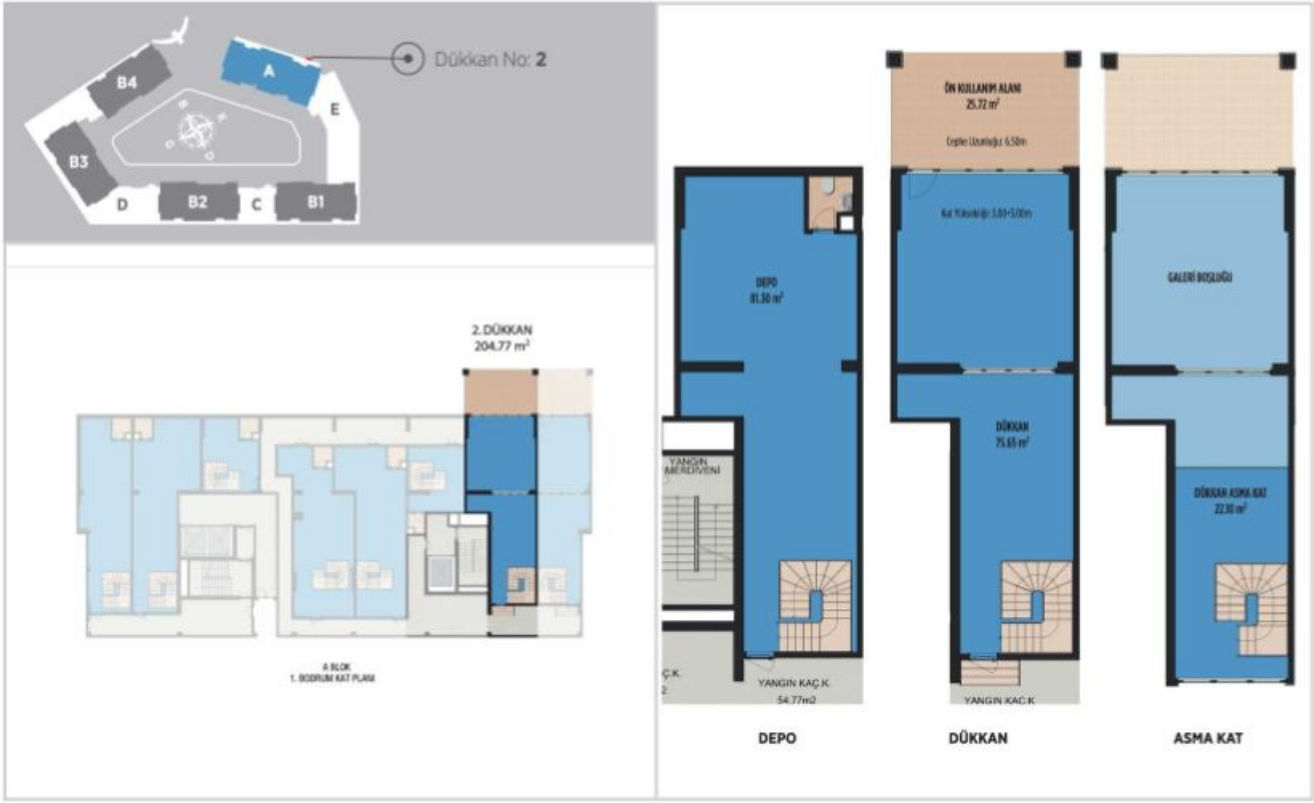 Dükkan No: 2
A
B4
E
B3
D
B2
C
B1
2. DÜKKAN
204.77 m²
A BLOK
1. BODRUM KAT PLANI
DEPO
81.30 m²
YANGIN
MERDİVENİ
YANGIN KAÇ.K.
54.77m2
DEPO
ÖN KULLANIM ALANI
25.72 m²
Cephe Uzunluğu: 6.50m
Kat Yüksekliği: 3.00+3.00m
DÜKKAN
75.65 m²
YANGIN KAÇ.K
DÜKKAN
GALERİ BOŞLUĞU
DÜKKAN ASMA KAT
22.10 m²
ASMA KAT